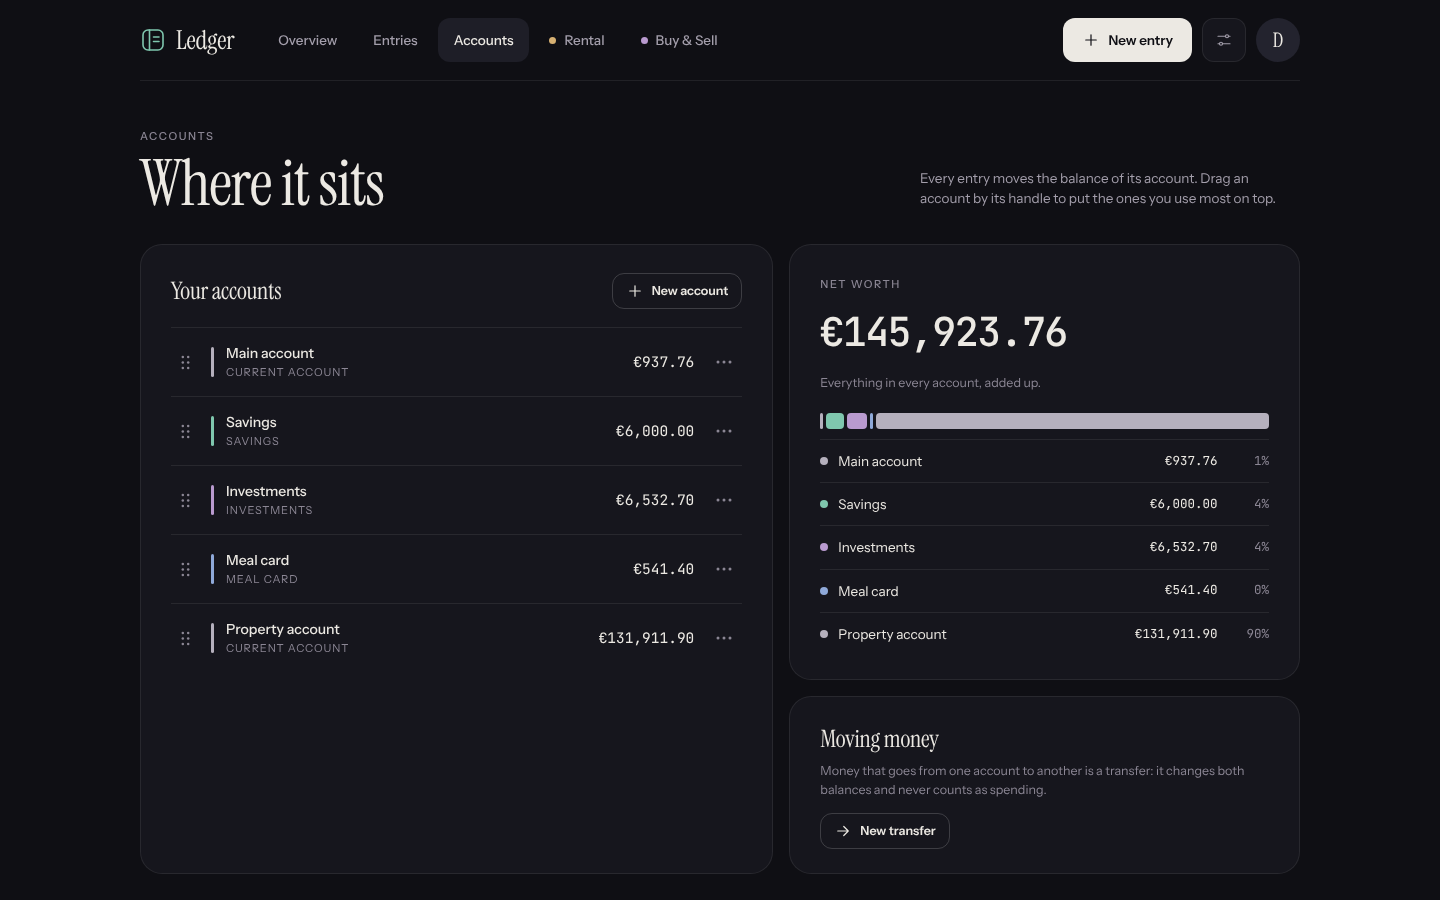 Ledger
Overview
Entries
Accounts
Rental
Buy & Sell
New entry
D
ACCOUNTS
Where it sits
Every entry moves the balance of its account. Drag an
account by its handle to put the ones you use most on top.
Your accounts
New account
Main account
CURRENT ACCOUNT
€937.76
Savings
SAVINGS
€6,000.00
Investments
INVESTMENTS
€6,532.70
Meal card
MEAL CARD
€541.40
Property account
CURRENT ACCOUNT
€131,911.90
NET WORTH
€145,923.76
Everything in every account, added up.
Main account €937.76 1%
Savings €6,000.00 4%
Investments €6,532.70 4%
Meal card €541.40 0%
Property account €131,911.90 90%
Moving money
Money that goes from one account to another is a transfer: it changes both
balances and never counts as spending.
New transfer